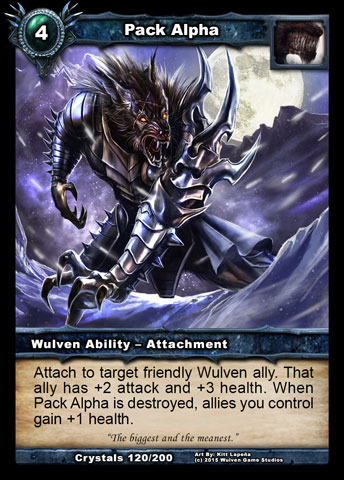 4
Pack Alpha
Wulven Ability – Attachment
Attach to target friendly Wulven ally. That
ally has +2 attack and +3 health. When
Pack Alpha is destroyed, allies you control
gain +1 health.
"The biggest and the meanest."
Crystals 120/200
Art By: Kitt Lapeña
(c) 2015 Wulven Game Studios